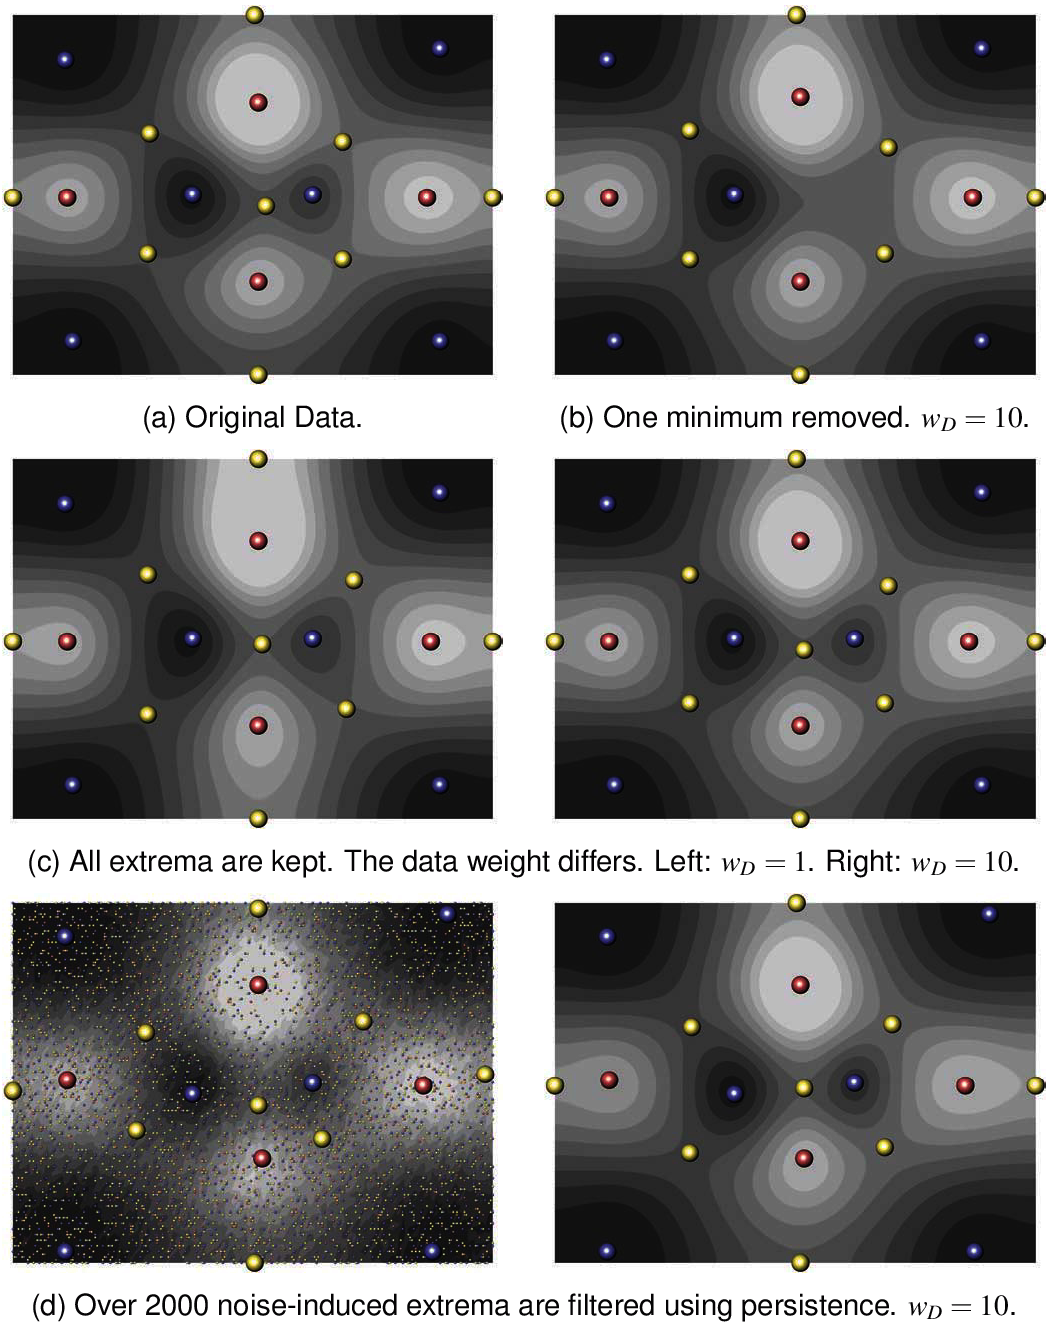 (a) Original Data.
(b) One minimum removed. w_D = 10.
(c) All extrema are kept. The data weight differs. Left: w_D = 1. Right: w_D = 10.
(d) Over 2000 noise-induced extrema are filtered using persistence. w_D = 10.